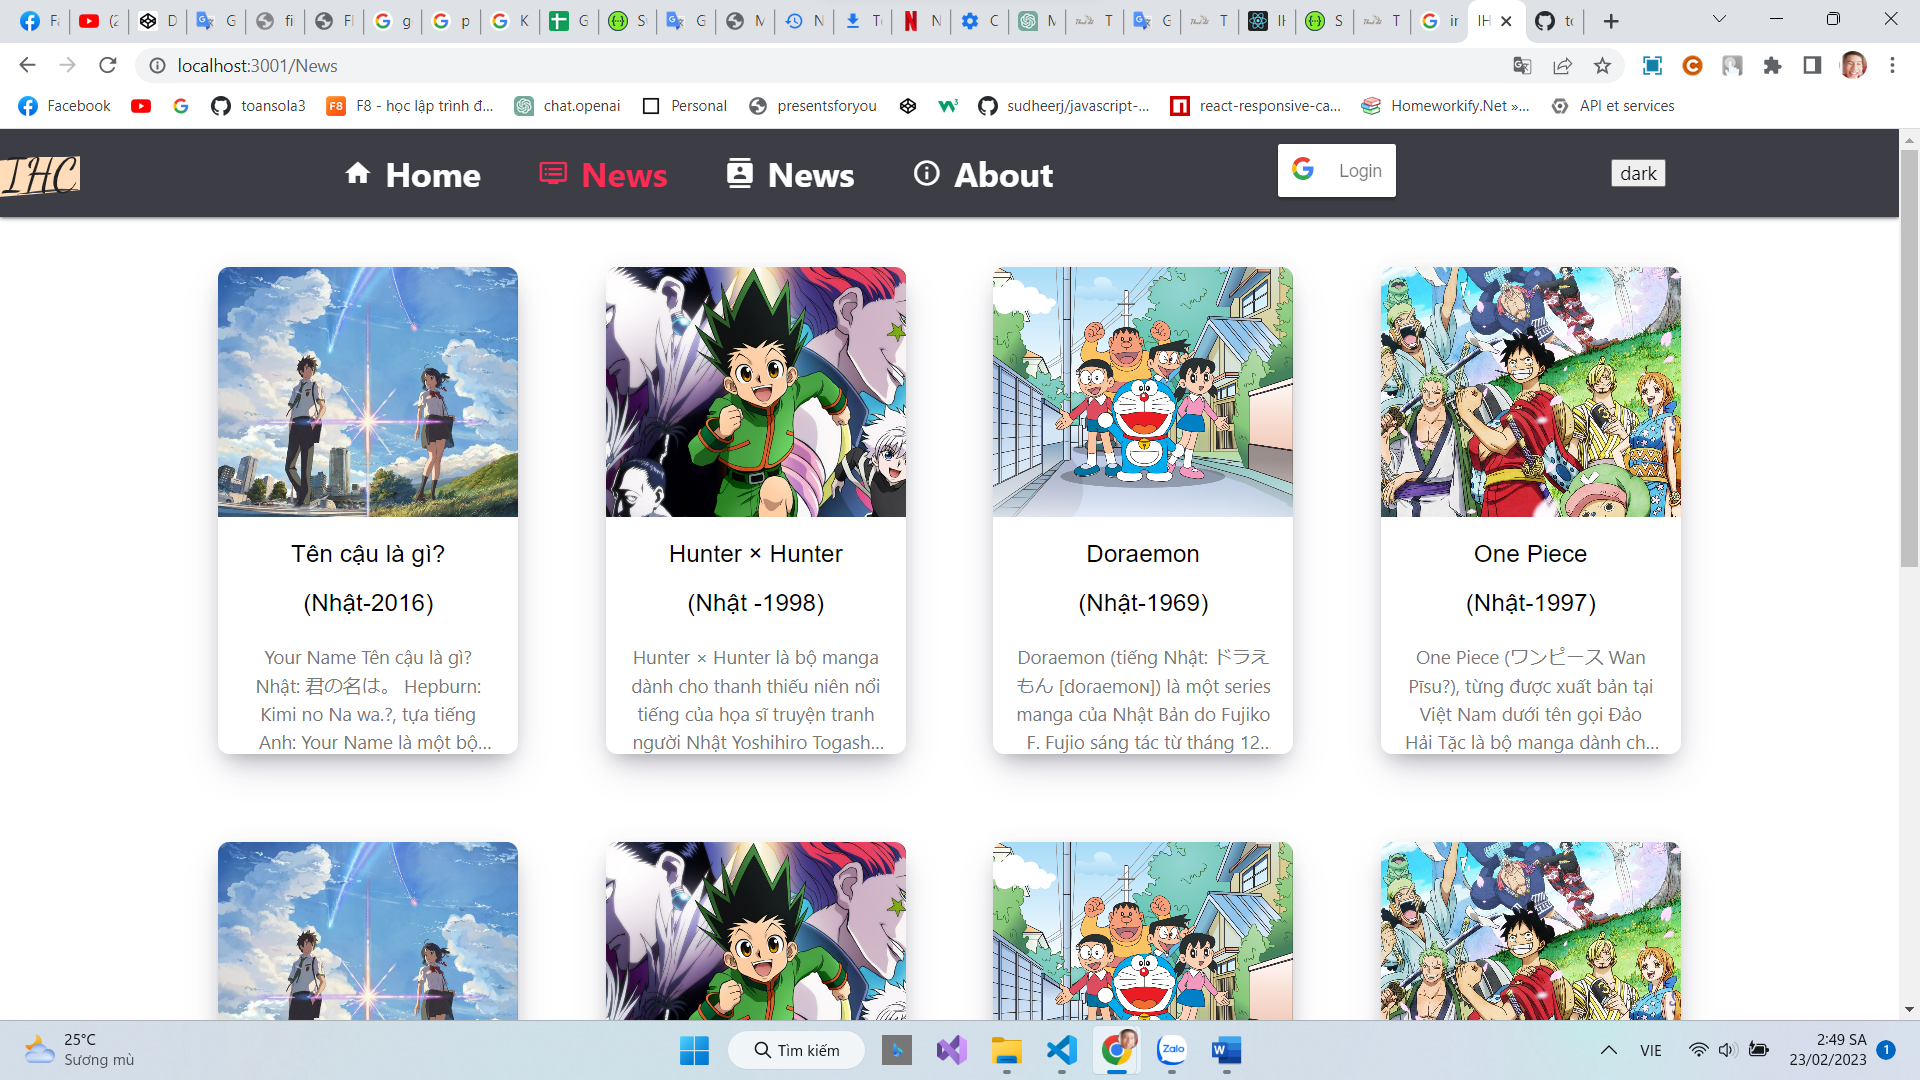 localhost:3001/News
Facebook
toansola3
F8 - học lập trình đ...
chat.openai
Personal
presentsforyou
sudheerj/javascript-...
react-responsive-ca...
Homeworkify.Net »...
API et services
IHC
Home
News
News
About
Login
dark
Tên cậu là gì?
(Nhật-2016)
Your Name Tên cậu là gì?
Nhật: 君の名は。 Hepburn:
Kimi no Na wa.?, tựa tiếng
Anh: Your Name là một bộ...
Hunter × Hunter
(Nhật -1998)
Hunter × Hunter là bộ manga
dành cho thanh thiếu niên nổi
tiếng của họa sĩ truyện tranh
người Nhật Yoshihiro Togash...
Doraemon
(Nhật-1969)
Doraemon (tiếng Nhật: ドラえ
もん [doɾaemoɴ]) là một series
manga của Nhật Bản do Fujiko
F. Fujio sáng tác từ tháng 12...
One Piece
(Nhật-1997)
One Piece (ワンピース Wan
Pīsu?), từng được xuất bản tại
Việt Nam dưới tên gọi Đảo
Hải Tặc là bộ manga dành ch...
25°C
Sương mù
Tìm kiếm
Zalo
VIE
2:49 SA
23/02/2023
1